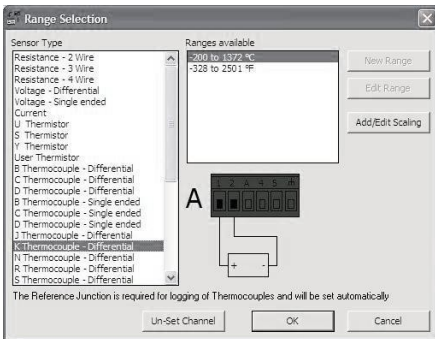 Range Selection
Sensor Type
Resistance - 2 Wire
Resistance - 3 Wire
Resistance - 4 Wire
Voltage - Differential
Voltage - Single ended
Current
U Thermistor
S Thermistor
Y Thermistor
User Thermistor
B Thermocouple - Differential
C Thermocouple - Differential
D Thermocouple - Differential
B Thermocouple - Single ended
C Thermocouple - Single ended
D Thermocouple - Single ended
J Thermocouple - Differential
K Thermocouple - Differential
N Thermocouple - Differential
R Thermocouple - Differential
S Thermocouple - Differential
Ranges available
-200 to 1372 ºC
-328 to 2501 ºF
New Range
Edit Range
Add/Edit Scaling
1 2 A 4 5
A
+ -
The Reference Junction is required for logging of Thermocouples and will be set automatically
Un-Set Channel
OK
Cancel